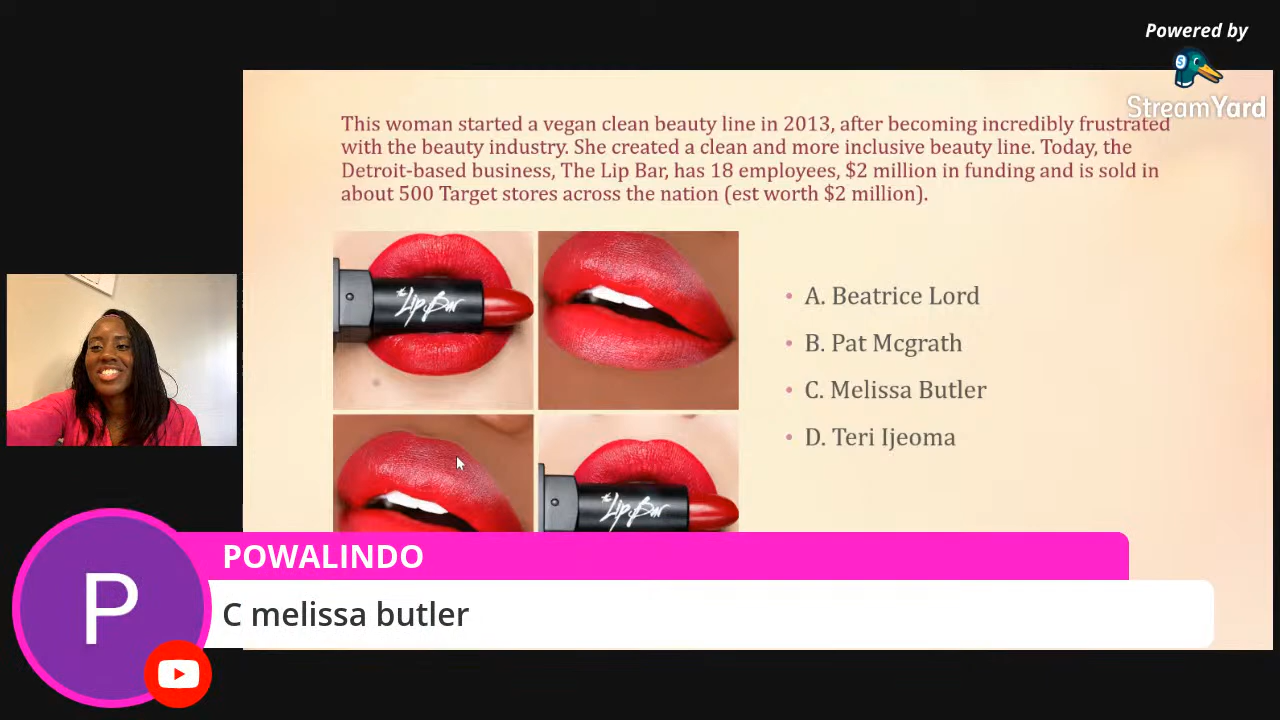 Powered by
StreamYard
This woman started a vegan clean beauty line in 2013, after becoming incredibly frustrated
with the beauty industry. She created a clean and more inclusive beauty line. Today, the
Detroit-based business, The Lip Bar, has 18 employees, $2 million in funding and is sold in
about 500 Target stores across the nation (est worth $2 million).
the Lip Bar
• A. Beatrice Lord
• B. Pat Mcgrath
• C. Melissa Butler
• D. Teri Ijeoma
the Lip Bar
POWALINDO
P
C melissa butler